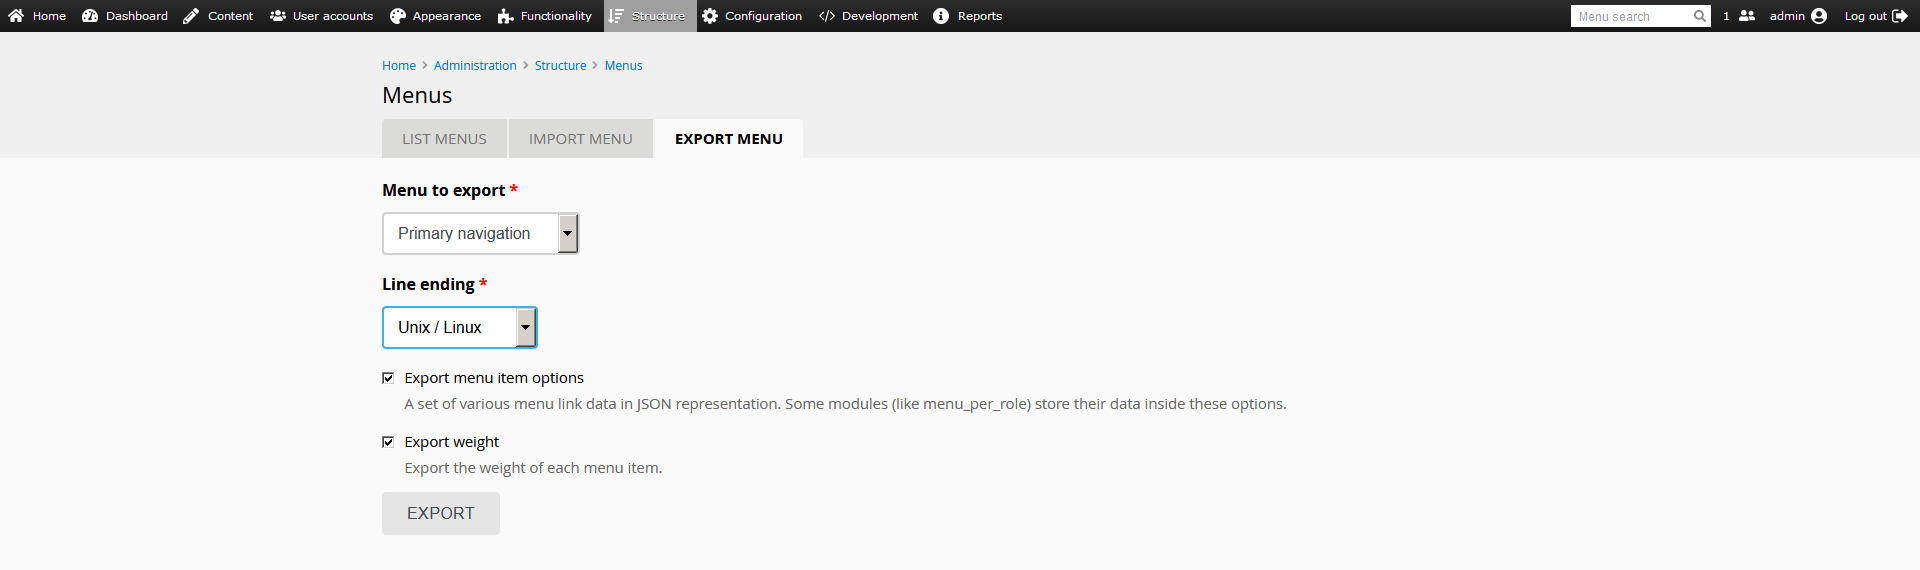 Home Dashboard Content User accounts Appearance Functionality Structure Configuration Development Reports Menu search 1 admin Log out
Home Administration Structure Menus
Menus
LIST MENUS IMPORT MENU EXPORT MENU
Menu to export *
Primary navigation
Line ending *
Unix / Linux
Export menu item options
A set of various menu link data in JSON representation. Some modules (like menu_per_role) store their data inside these options.
Export weight
Export the weight of each menu item.
EXPORT